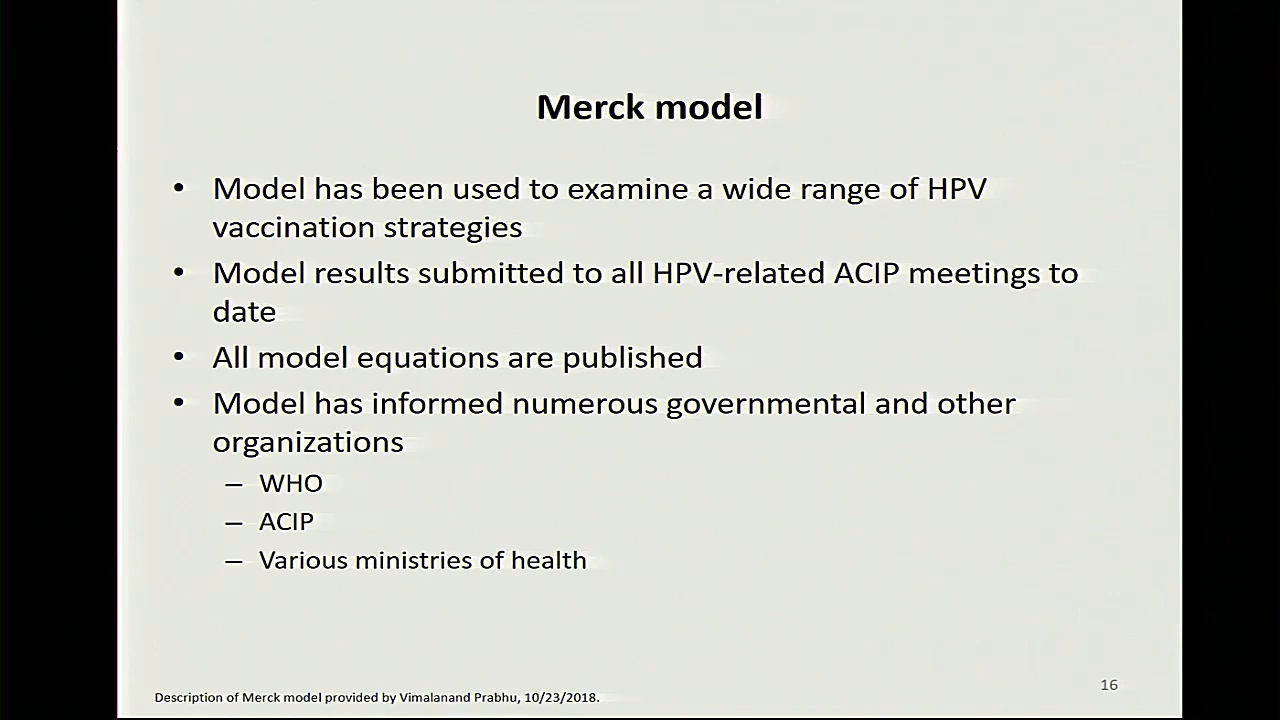 Merck model
• Model has been used to examine a wide range of HPV
vaccination strategies
• Model results submitted to all HPV-related ACIP meetings to
date
• All model equations are published
• Model has informed numerous governmental and other
organizations
– WHO
– ACIP
– Various ministries of health
16
Description of Merck model provided by Vimalanand Prabhu, 10/23/2018.